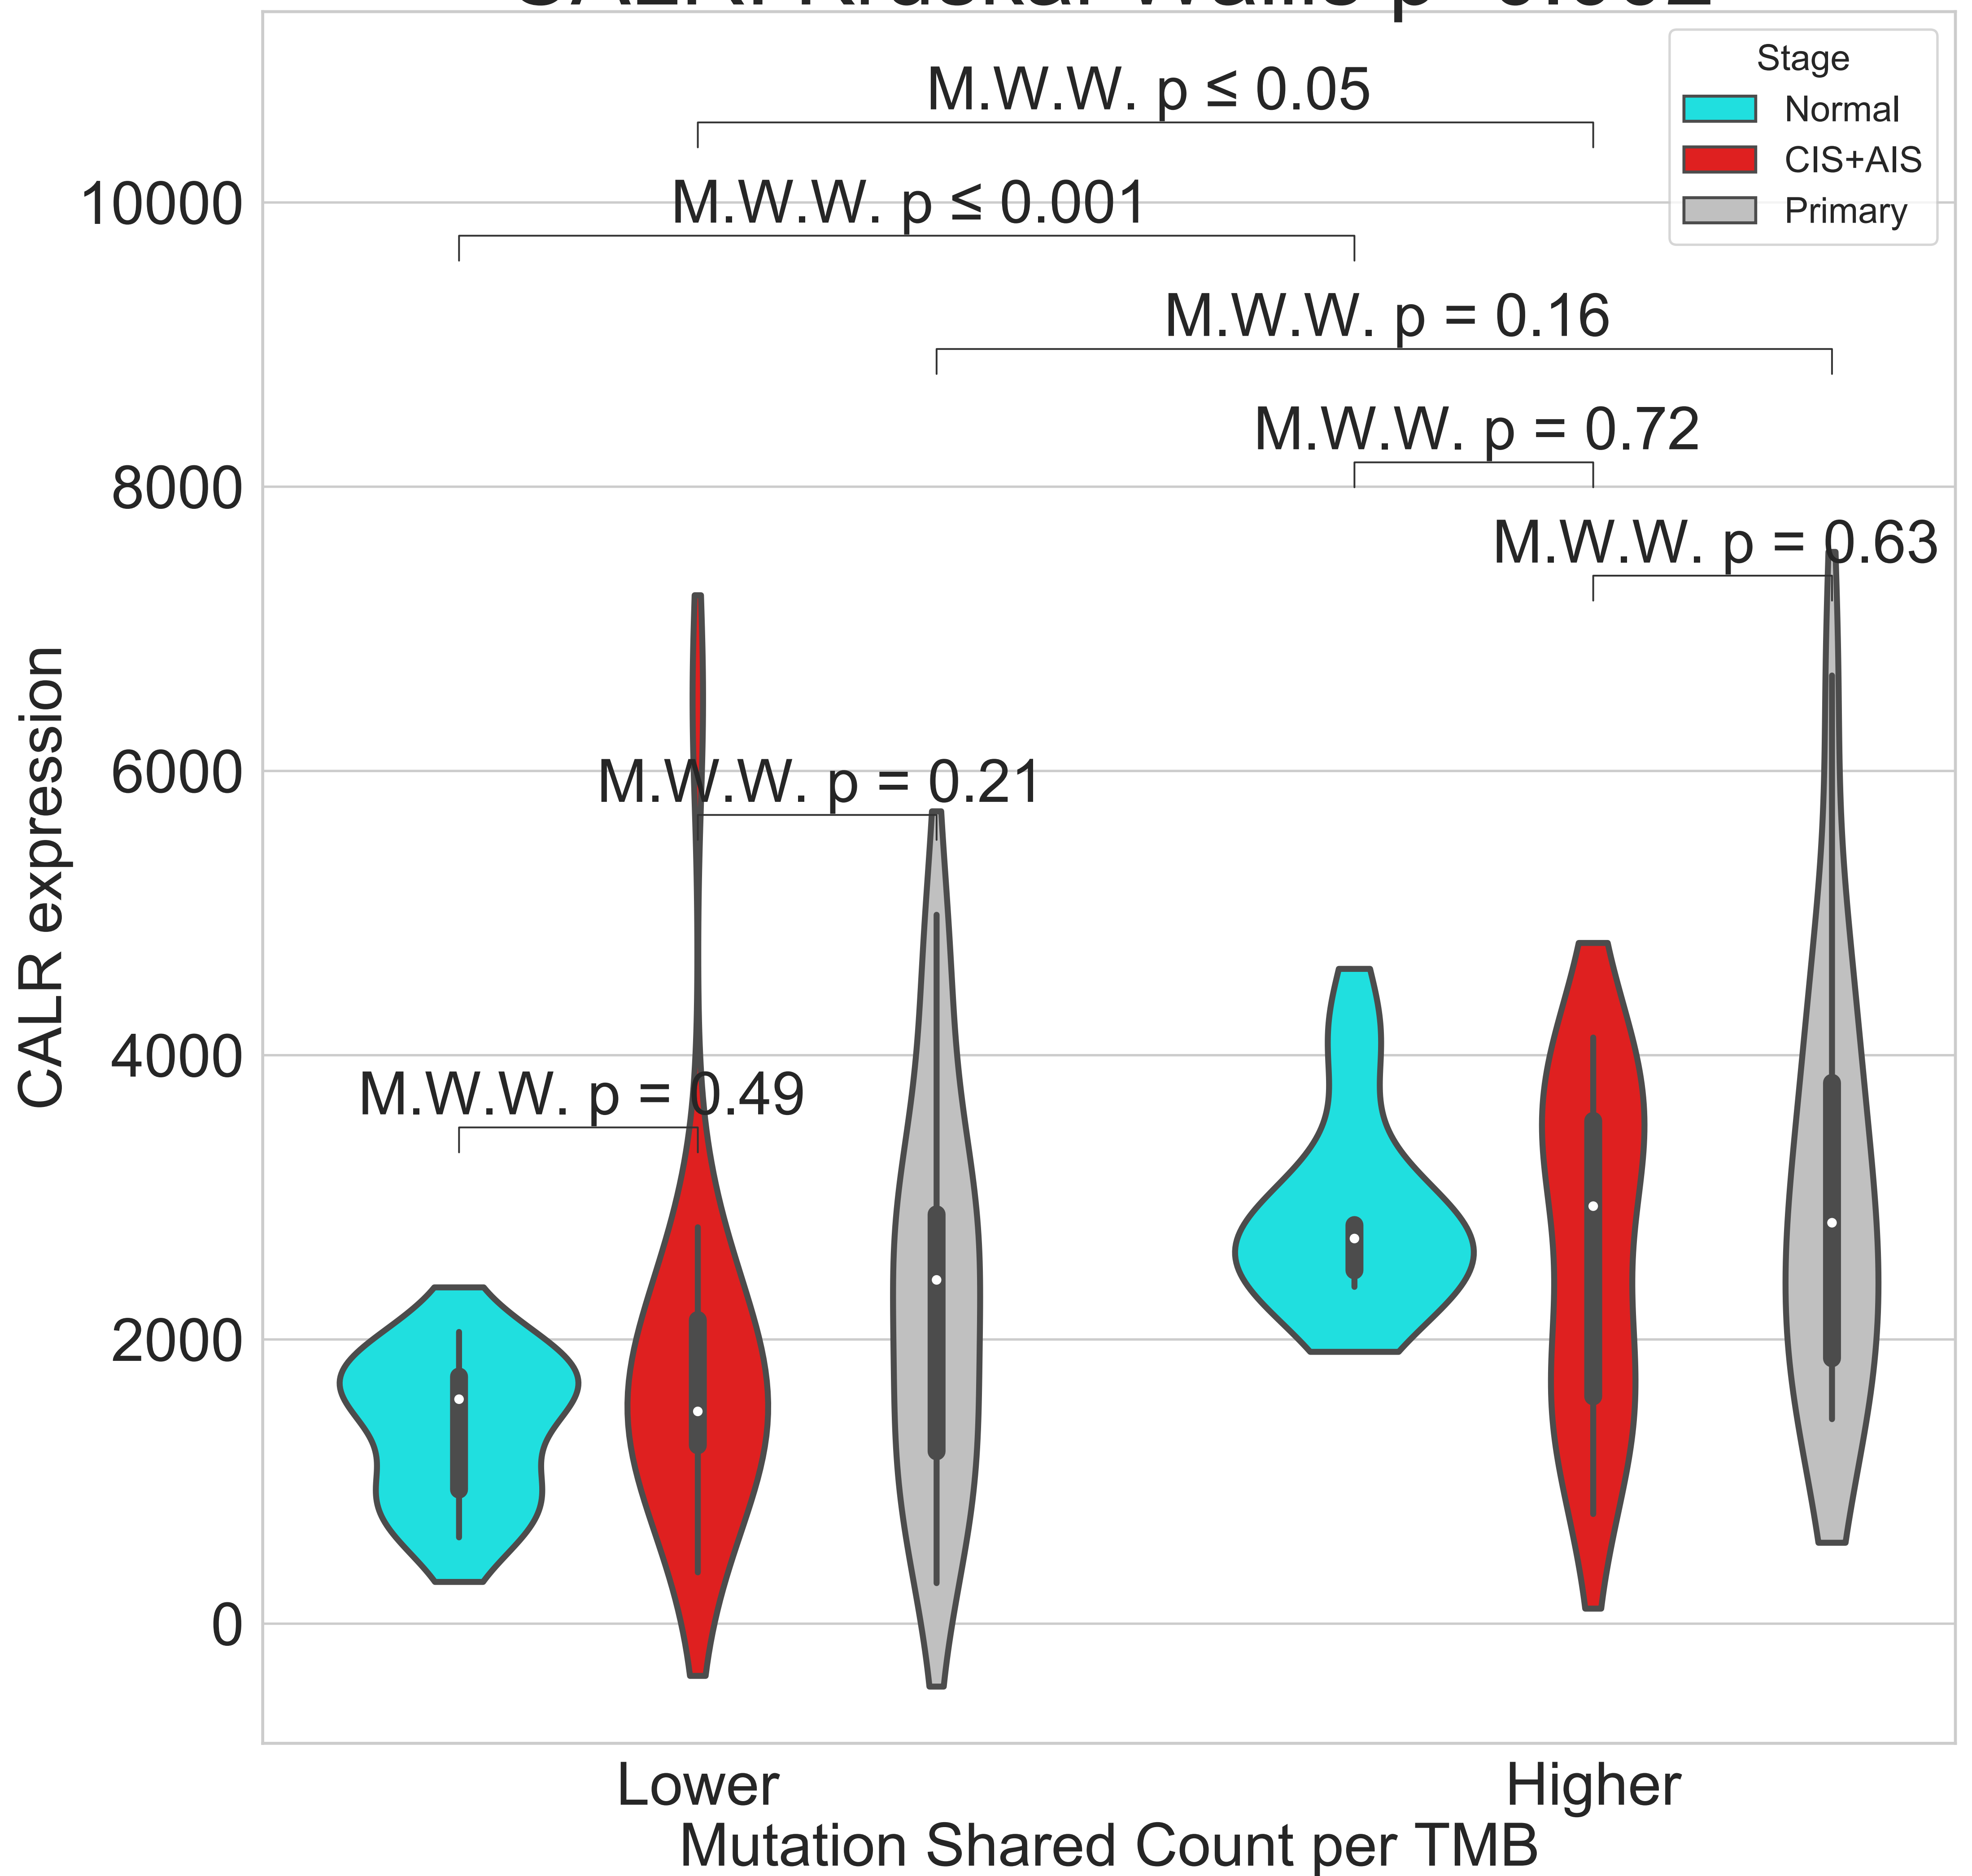 M.W.W. p ≤ 0.05
Stage
Normal
CIS+AIS
Primary
M.W.W. p ≤ 0.001
M.W.W. p = 0.16
M.W.W. p = 0.72
M.W.W. p = 0.63
M.W.W. p = 0.21
M.W.W. p = 0.49
10000
8000
6000
4000
2000
0
CALR expression
Lower
Higher
Mutation Shared Count per TMB